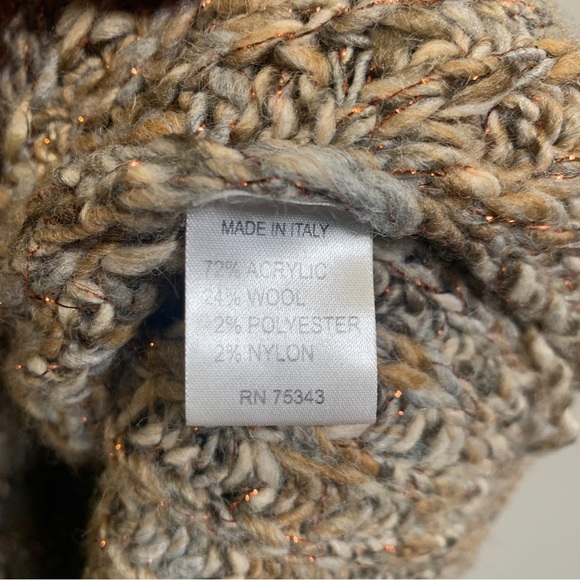 MADE IN ITALY
72% ACRYLIC
24% WOOL
2% POLYESTER
2% NYLON
RN 75343